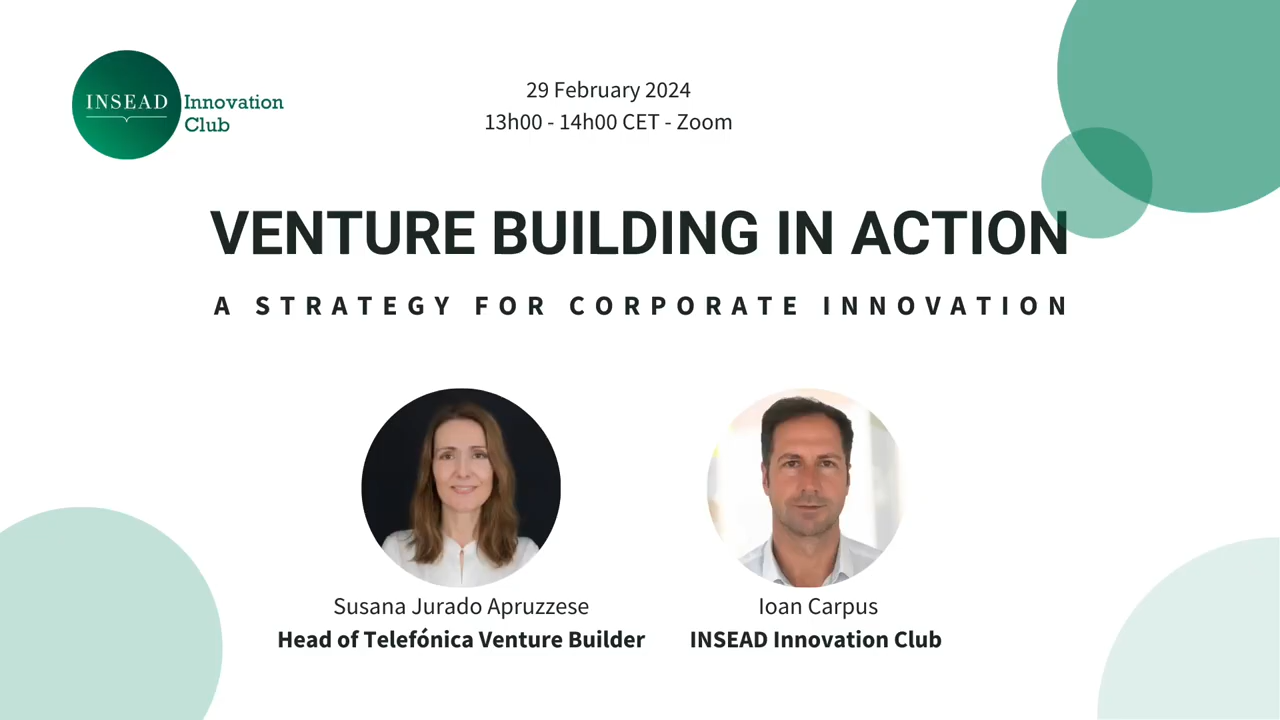 INSEAD
Innovation
Club
29 February 2024
13h00 - 14h00 CET - Zoom
VENTURE BUILDING IN ACTION
A STRATEGY FOR CORPORATE INNOVATION
Susana Jurado Apruzzese
Head of Telefónica Venture Builder
Ioan Carpus
INSEAD Innovation Club